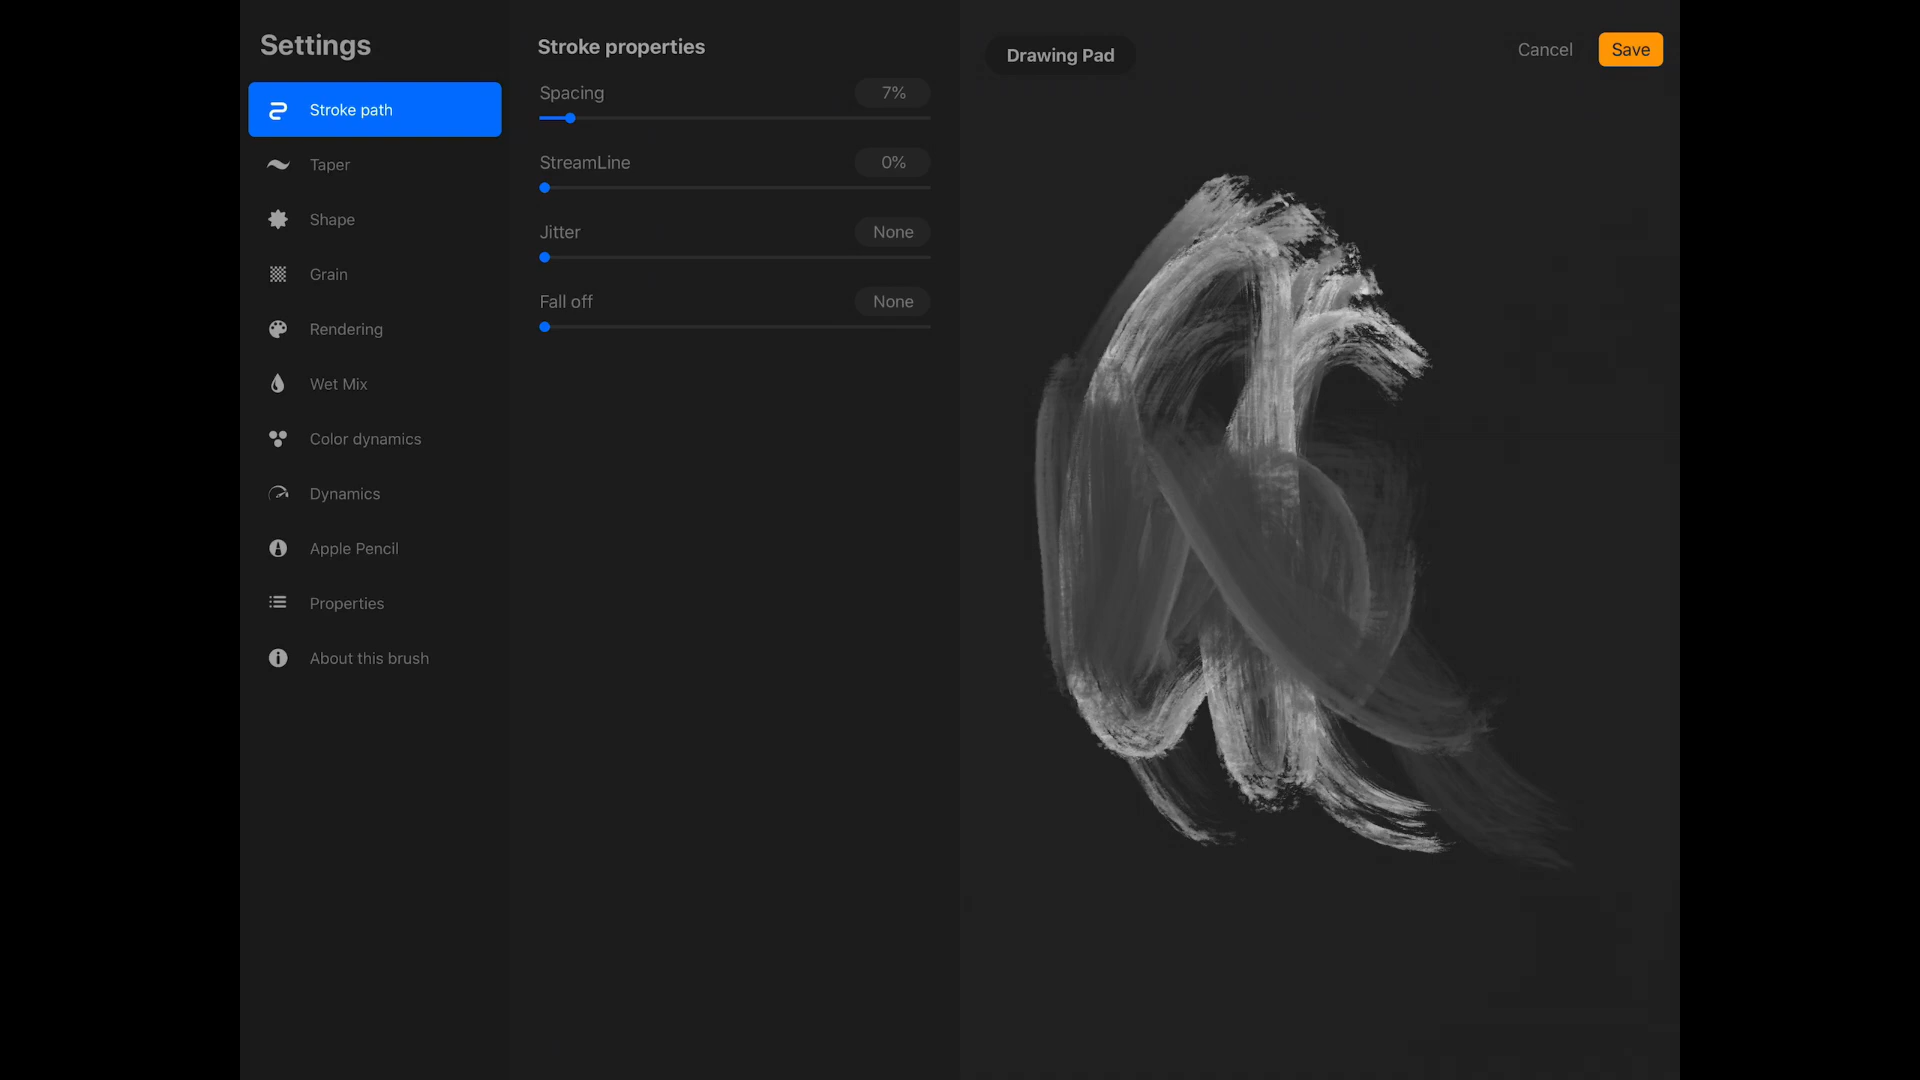 Settings
Stroke path
Taper
Shape
Grain
Rendering
Wet Mix
Color dynamics
Dynamics
Apple Pencil
Properties
About this brush
Stroke properties
Spacing 7%
StreamLine 0%
Jitter None
Fall off None
Drawing Pad
Cancel Save